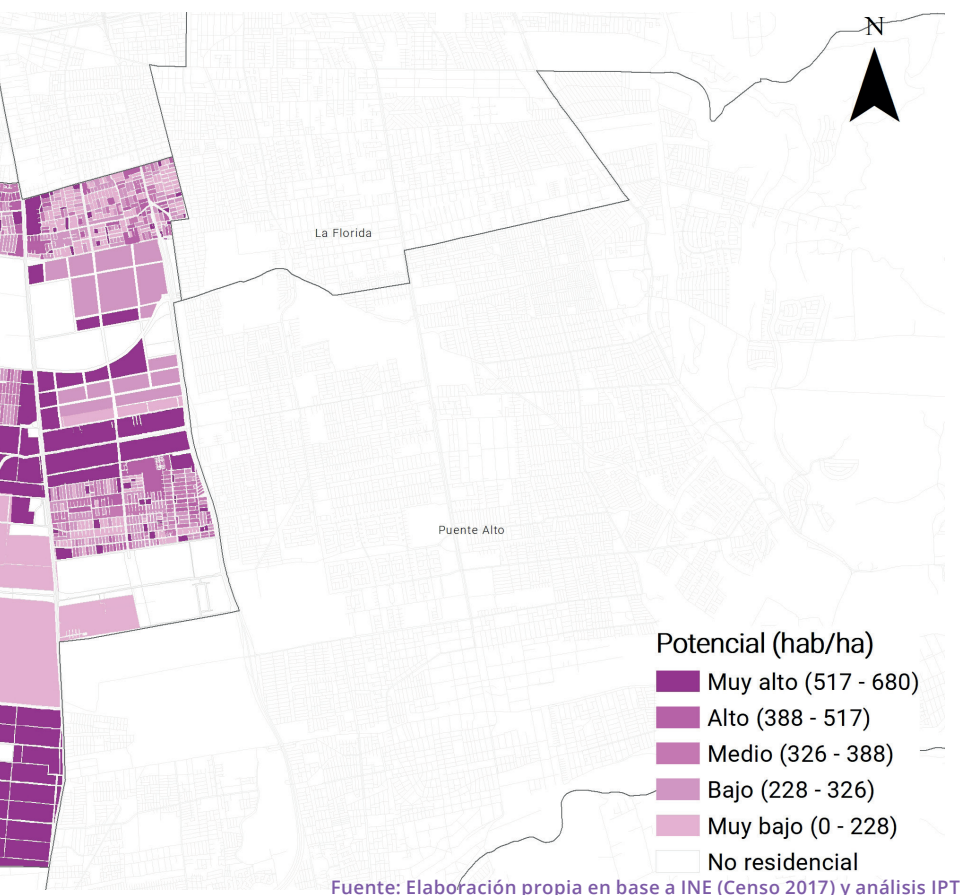 N
La Florida
Puente Alto
Potencial (hab/ha)
Muy alto (517 - 680)
Alto (388 - 517)
Medio (326 - 388)
Bajo (228 - 326)
Muy bajo (0 - 228)
No residencial
Fuente: Elaboración propia en base a INE (Censo 2017) y análisis IPT